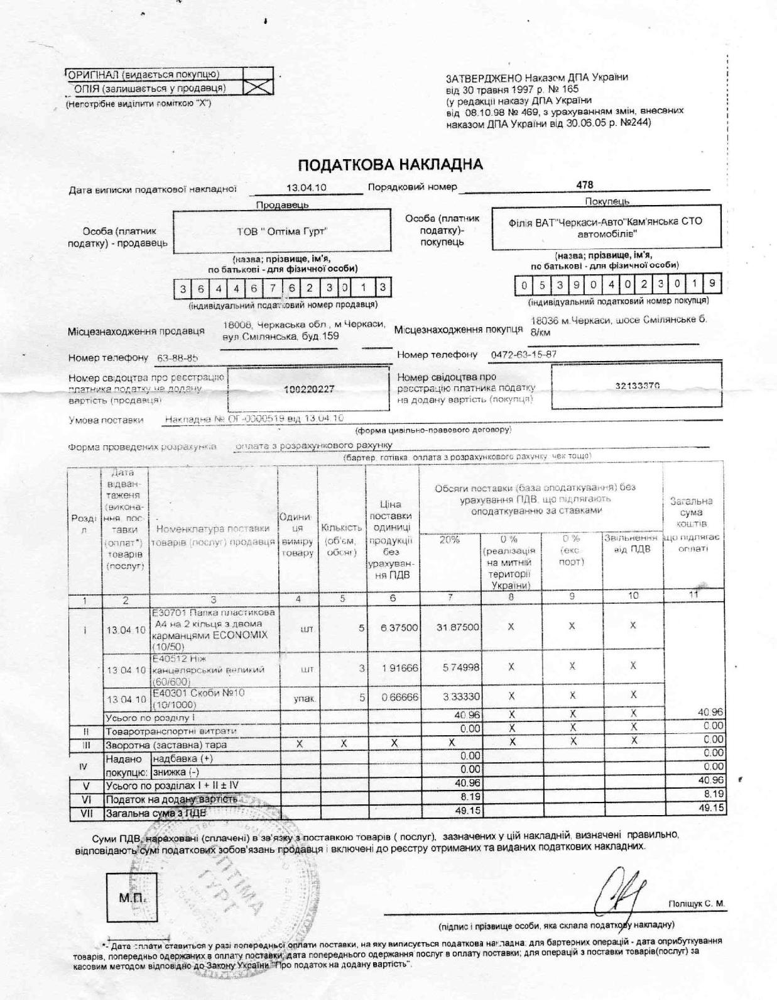 ОРИГІНАЛ (видається покупцю)
ОПІЯ (залишається у продавця)
(Непотрібне виділити поміткою "Х")
ЗАТВЕРДЖЕНО Наказом ДПА України
від 30 травня 1997 р. № 165
(у редакції наказу ДПА України
від 08.10.98 № 469, з урахуванням змін, внесених
наказом ДПА України від 30.06.05 р. №244)
ПОДАТКОВА НАКЛАДНА
Дата виписки податкової накладної 13.04.10 Порядковий номер 478
Продавець
Покупець
Особа (платник податку) - продавець
ТОВ " Оптіма Гурт"
Особа (платник податку)- покупець
Філія ВАТ"Черкаси-Авто"Кам'янська СТО автомобілів"
(назва; прізвище, ім'я,
по батькові - для фізичної особи)
(назва; прізвище, ім'я,
по батькові - для фізичної особи)
3 6 4 4 6 7 6 2 3 0 1 3
0 5 3 9 0 4 0 2 3 0 1 9
(індивідуальний податковий номер продавця)
(індивідуальний податковий номер покупця)
Місцезнаходження продавця
18008, Черкаська обл., м Черкаси,
вул.Смілянська, буд.159
Місцезнаходження покупця
18036 м.Черкаси, шосе Смілянське б.
8/км
Номер телефону 63-88-85
Номер телефону 0472-63-15-87
Номер свідоцтва про реєстрацію
платника податку на додану
вартість (продавця)
100220227
Номер свідоцтва про
реєстрацію платника податку
на додану вартість (покупця)
32133370
Умова поставки Накладна № ОГ-0000519 від 13.04.10
(форма цивільно-правового договору)
Форма проведених розрахунків оплата з розрахункового рахунку
(бартер, готівка, оплата з розрахункового рахунку, чек тощо)
Розді л
Дата відван- таженя (викона- ння пос- тавки (оплат*) товарів (послуг)
Номенклатура поставки товарів (послуг) продавця
Одини ця виміру товару
Кількість (об'єм, обсяг)
Ціна поставки одиниці продукції без урахуван- ня ПДВ
Обсяги поставки (база оподаткування) без урахування ПДВ, що підлягають оподаткуванню за ставками
20%
0 % (реалізація на митній території України)
0 % (екс порт)
Звільнення від ПДВ
Загальна сума коштів що підлягає оплаті
1 2 3 4 5 6 7 8 9 10 11
I 13.04.10 Е30701 Папка пластикова А4 на 2 кільця з двома карманцями ECONOMIX (10/50) шт 5 6.37500 31.87500 X X X
13.04.10 Е40512 Ніж канцелярський великий (60/600) шт 3 1.91666 5.74998 X X X
13.04.10 Е40301 Скоби №10 (10/1000) упак. 5 0.66666 3.33330 X X X
Усього по розділу І 40.96 X X X 40.96
II Товаротранспортні витрати 0.00 X X X 0.00
III Зворотна (заставна) тара X X X X X X X 0.00
IV Надано покупцю: надбавка (+) 0.00 0.00
знижка (-) 0.00 0.00
V Усього по розділах І + ІІ ± IV 40.96 40.96
VI Податок на додану вартість 8.19 8.19
VII Загальна сума з ПДВ 49.15 49.15
Суми ПДВ, нараховані (сплачені) в зв'язку з поставкою товарів ( послуг), зазначених у цій накладній, визначені правильно,
відповідають сумі податкових зобов'язань продавця і включені до реєстру отриманих та виданих податкових накладних.
ОПТІМА
ГУРТ
М.П.
Поліщук С. М.
(підпис і прізвище особи, яка склала податкову накладну)
*- Дата оплати ставиться у разі попередньої оплати поставки, на яку виписується податкова накладна: для бартерних операцій - дата оприбуткування
товарів, попередньо одержаних в оплату поставки; дата попереднього одержання послуг в оплату поставки; для операцій з поставки товарів(послуг) за
касовим методом відповідно до Закону України "Про податок на додану вартість".